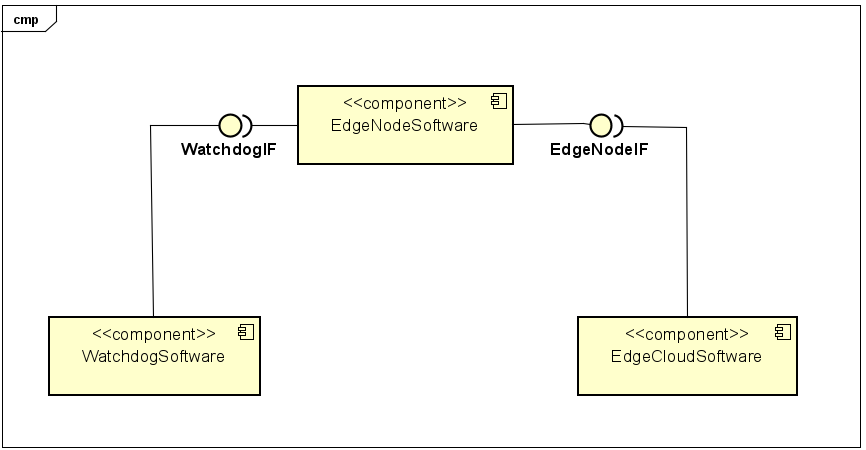 cmp
<<component>>
EdgeNodeSoftware
WatchdogIF
EdgeNodeIF
<<component>>
WatchdogSoftware
<<component>>
EdgeCloudSoftware